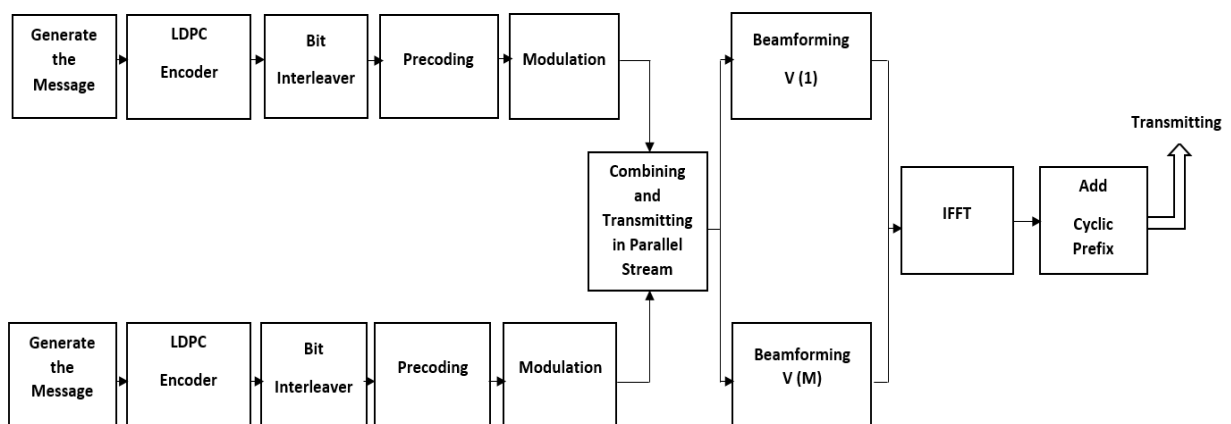 Generate
the
Message
LDPC
Encoder
Bit
Interleaver
Precoding
Modulation
Combining
and
Transmitting
in Parallel
Stream
Beamforming
V (1)
IFFT
Add
Cyclic
Prefix
Transmitting
Generate
the
Message
LDPC
Encoder
Bit
Interleaver
Precoding
Modulation
Beamforming
V (M)